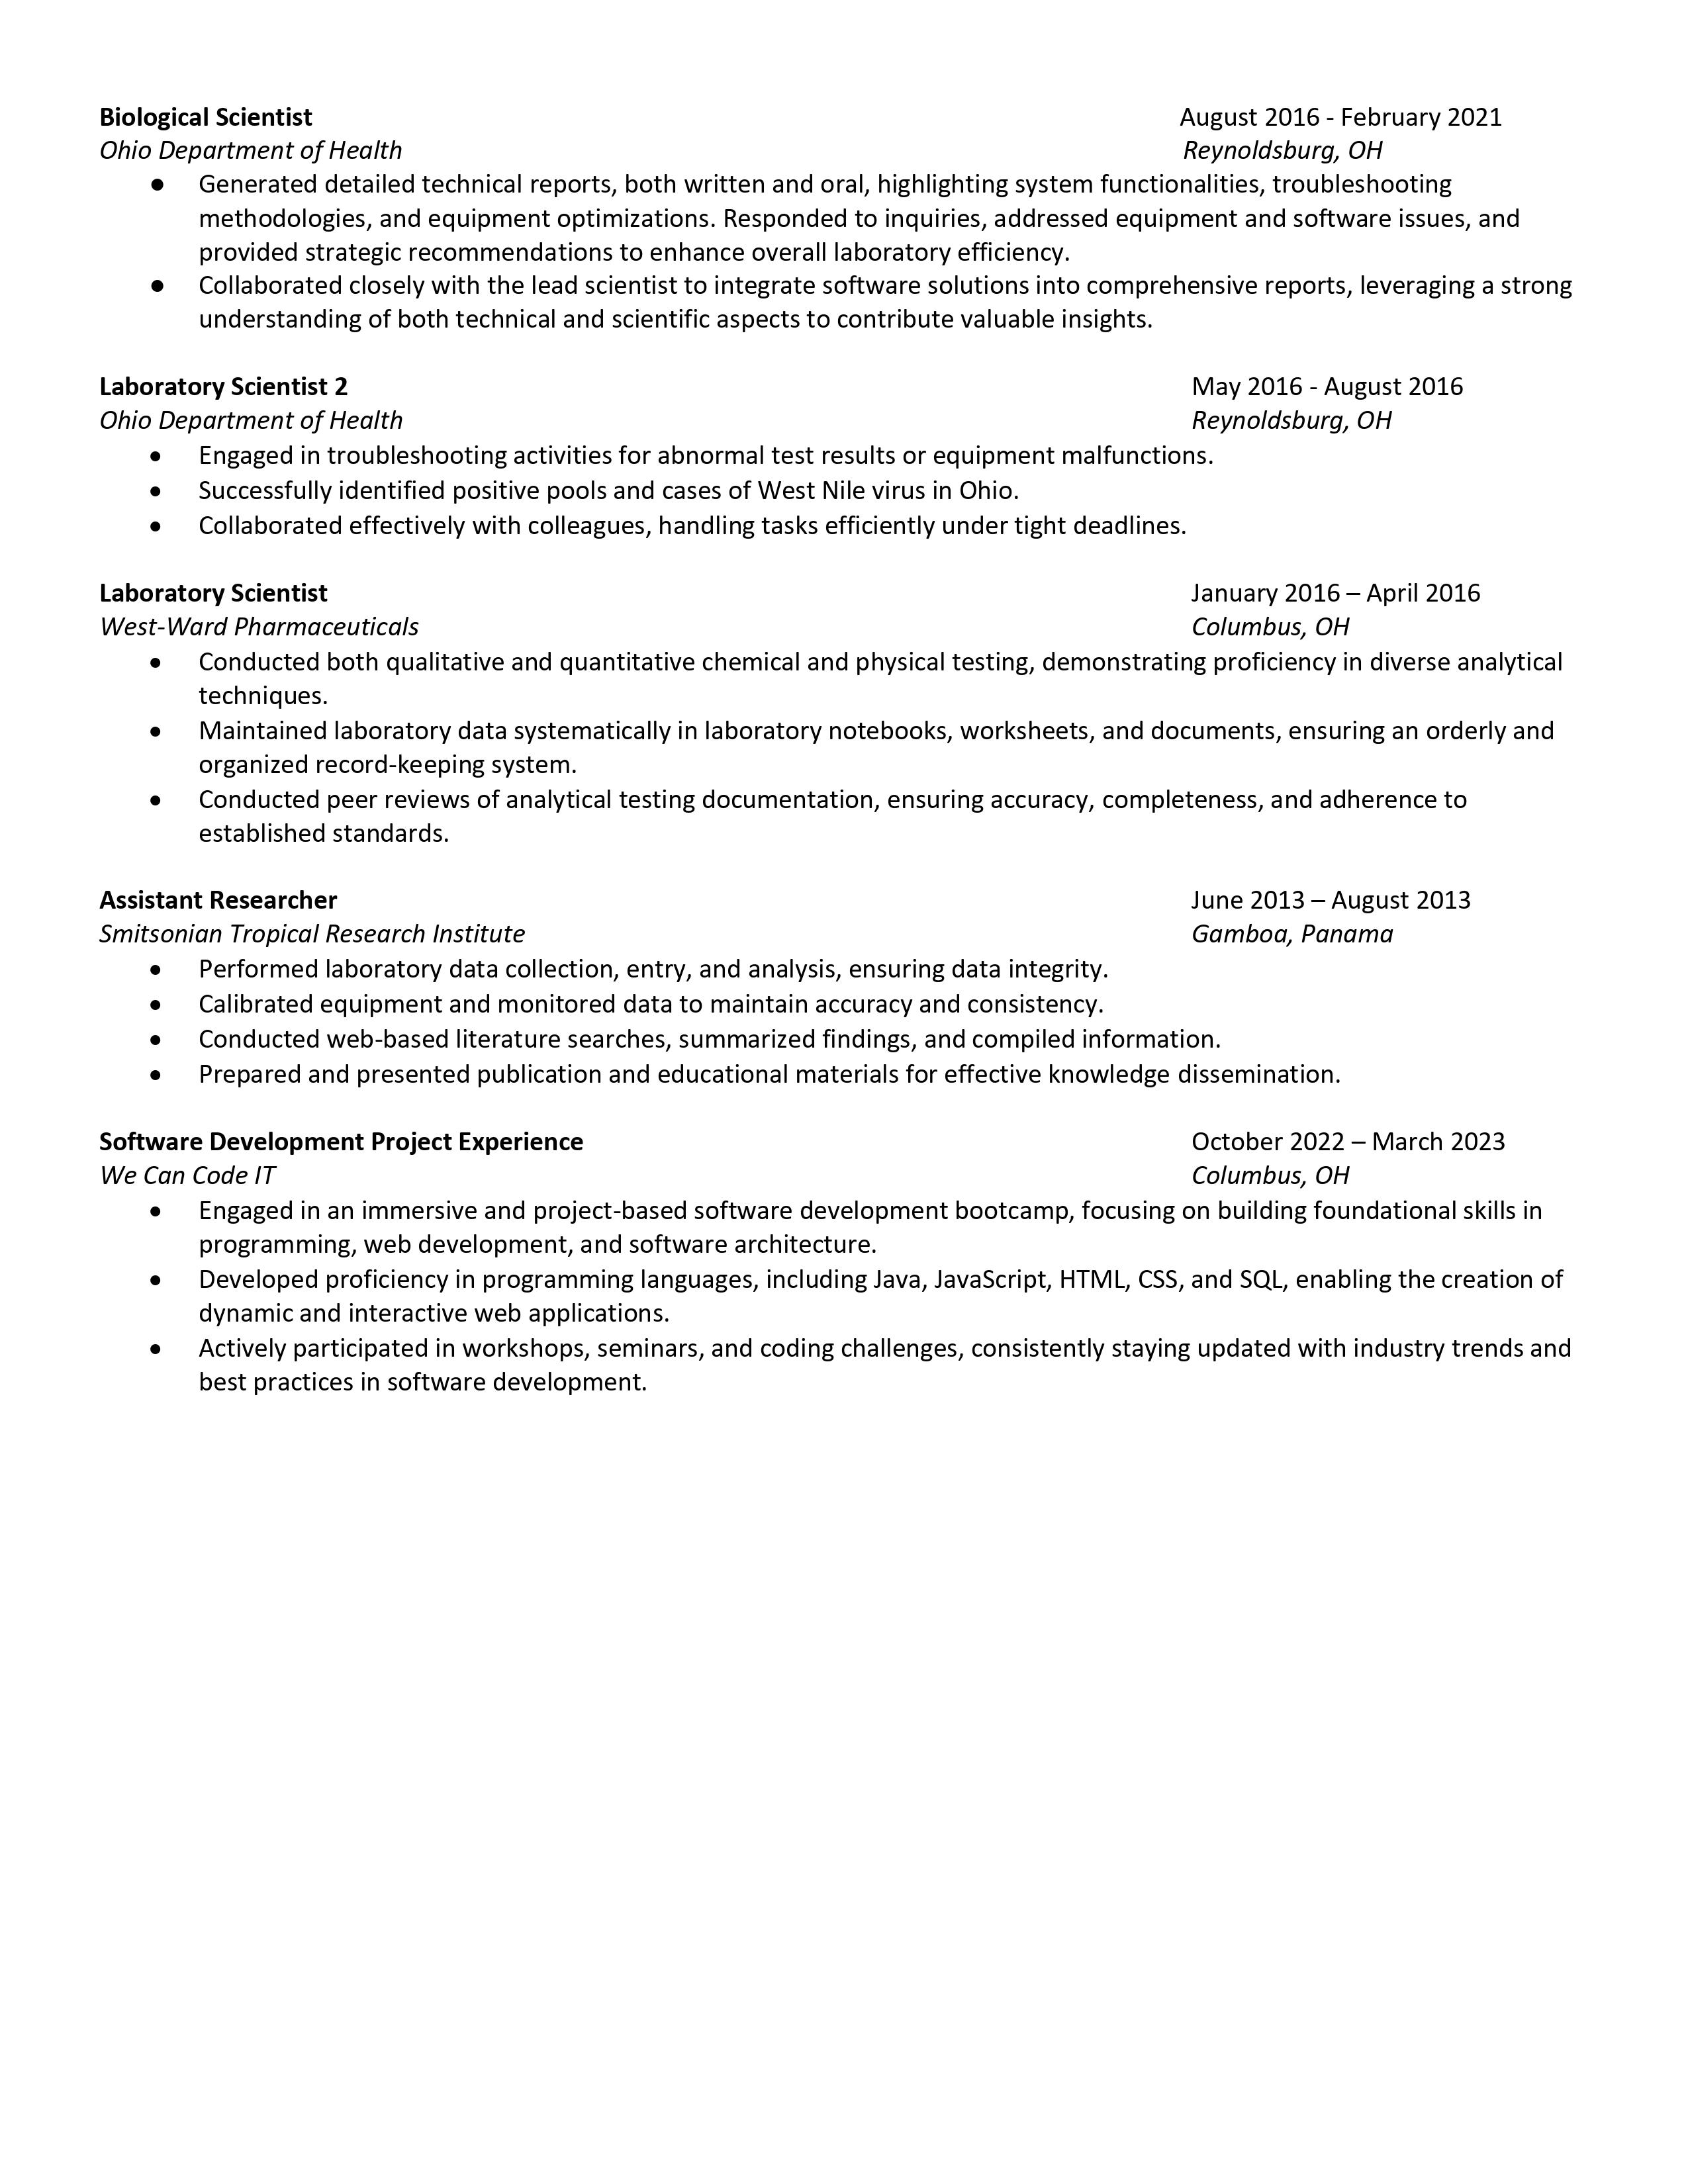 Biological Scientist August 2016 - February 2021
Ohio Department of Health Reynoldsburg, OH
● Generated detailed technical reports, both written and oral, highlighting system functionalities, troubleshooting
methodologies, and equipment optimizations. Responded to inquiries, addressed equipment and software issues, and
provided strategic recommendations to enhance overall laboratory efficiency.
● Collaborated closely with the lead scientist to integrate software solutions into comprehensive reports, leveraging a strong
understanding of both technical and scientific aspects to contribute valuable insights.
Laboratory Scientist 2 May 2016 - August 2016
Ohio Department of Health Reynoldsburg, OH
• Engaged in troubleshooting activities for abnormal test results or equipment malfunctions.
• Successfully identified positive pools and cases of West Nile virus in Ohio.
• Collaborated effectively with colleagues, handling tasks efficiently under tight deadlines.
Laboratory Scientist January 2016 – April 2016
West-Ward Pharmaceuticals Columbus, OH
• Conducted both qualitative and quantitative chemical and physical testing, demonstrating proficiency in diverse analytical
techniques.
• Maintained laboratory data systematically in laboratory notebooks, worksheets, and documents, ensuring an orderly and
organized record-keeping system.
• Conducted peer reviews of analytical testing documentation, ensuring accuracy, completeness, and adherence to
established standards.
Assistant Researcher June 2013 – August 2013
Smitsonian Tropical Research Institute Gamboa, Panama
• Performed laboratory data collection, entry, and analysis, ensuring data integrity.
• Calibrated equipment and monitored data to maintain accuracy and consistency.
• Conducted web-based literature searches, summarized findings, and compiled information.
• Prepared and presented publication and educational materials for effective knowledge dissemination.
Software Development Project Experience October 2022 – March 2023
We Can Code IT Columbus, OH
• Engaged in an immersive and project-based software development bootcamp, focusing on building foundational skills in
programming, web development, and software architecture.
• Developed proficiency in programming languages, including Java, JavaScript, HTML, CSS, and SQL, enabling the creation of
dynamic and interactive web applications.
• Actively participated in workshops, seminars, and coding challenges, consistently staying updated with industry trends and
best practices in software development.